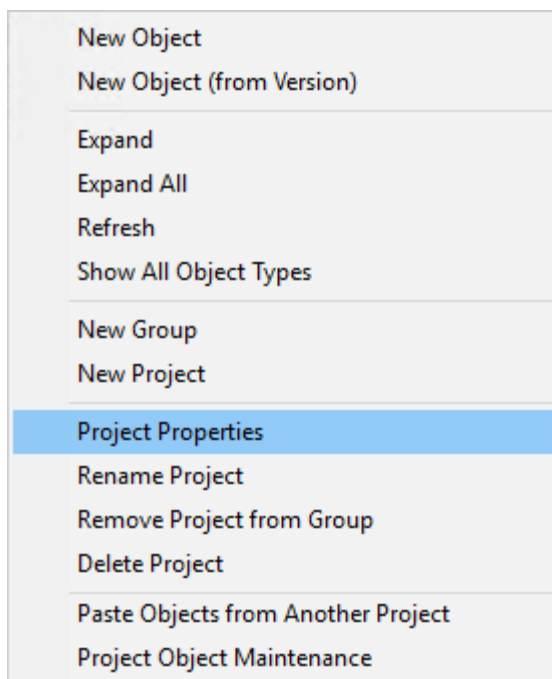 New Object
New Object (from Version)
Expand
Expand All
Refresh
Show All Object Types
New Group
New Project
Project Properties
Rename Project
Remove Project from Group
Delete Project
Paste Objects from Another Project
Project Object Maintenance